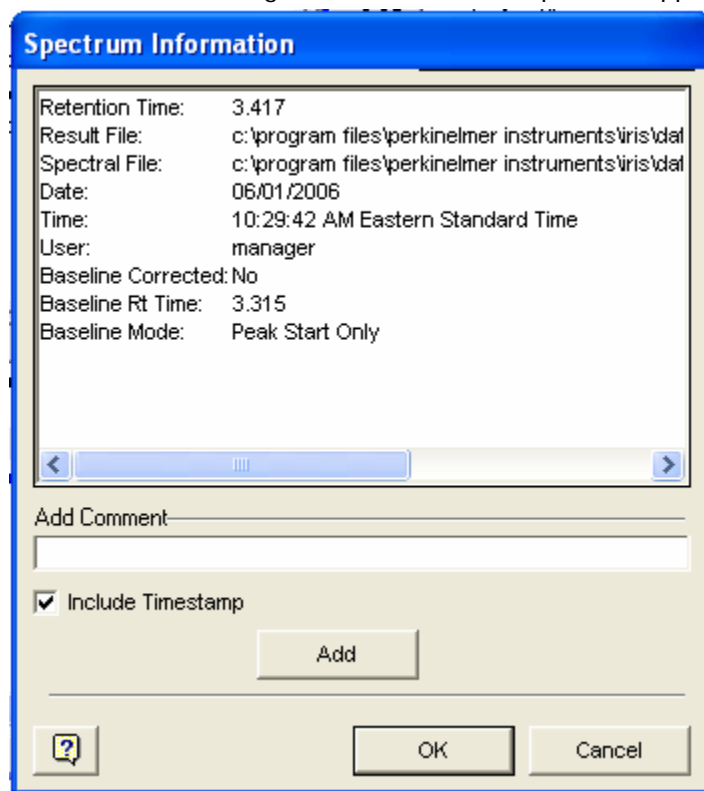 Spectrum Information
Retention Time: 3.417
Result File: c:\program files\perkinelmer instruments\iris\dat
Spectral File: c:\program files\perkinelmer instruments\iris\dat
Date: 06/01/2006
Time: 10:29:42 AM Eastern Standard Time
User: manager
Baseline Corrected: No
Baseline Rt Time: 3.315
Baseline Mode: Peak Start Only
Add Comment
Include Timestamp
Add
?
OK
Cancel